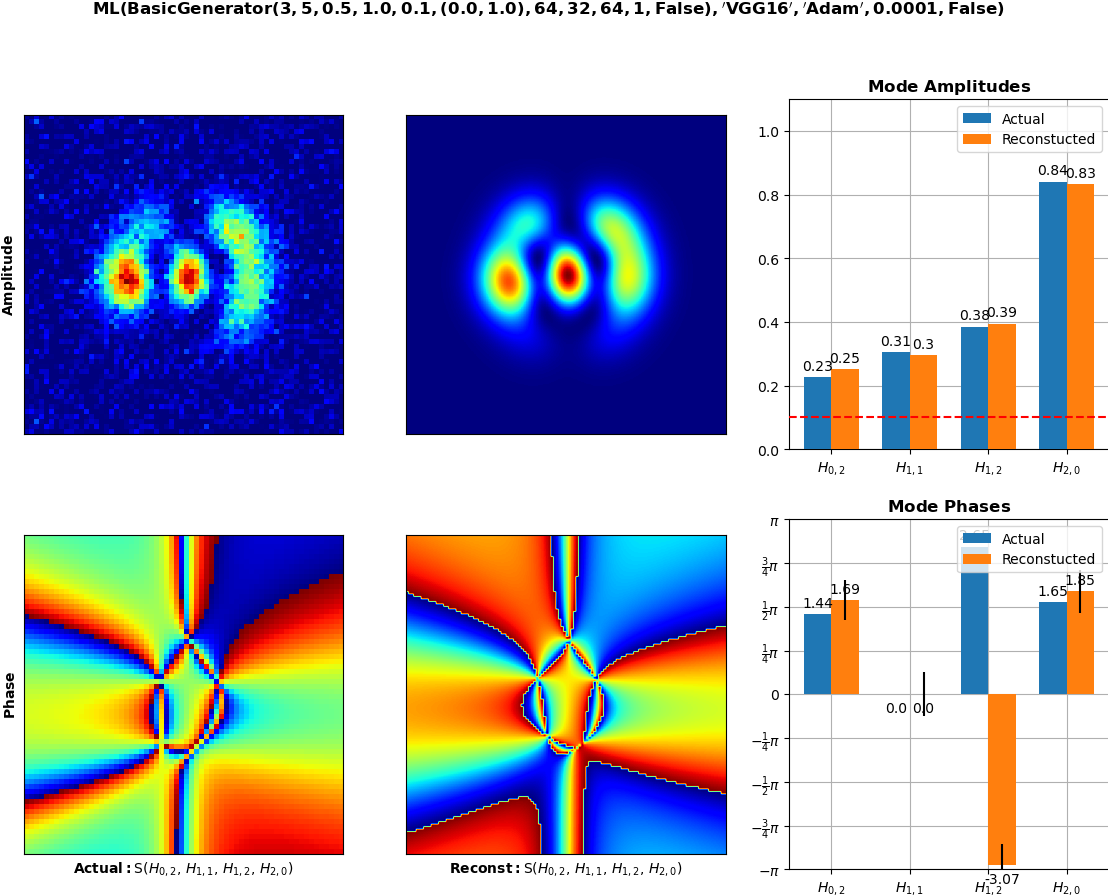 ML(BasicGenerator(3, 5, 0.5, 1.0, 0.1, (0.0, 1.0), 64, 32, 64, 1, False), 'VGG16', 'Adam', 0.0001, False)
Amplitude
Mode Amplitudes
Actual
Reconstucted
1.0
0.8
0.6
0.4
0.2
0.0
0.23
0.25
0.31
0.3
0.38
0.39
0.84
0.83
H0,2
H1,1
H1,2
H2,0
Phase
Actual: S(H0,2, H1,1, H1,2, H2,0)
Reconst: S(H0,2, H1,1, H1,2, H2,0)
Mode Phases
Actual
Reconstucted
π
3/4π
1/2π
1/4π
0
−1/4π
−1/2π
−3/4π
−π
1.44
1.69
0.0
0.0
-3.07
1.65
1.85
H0,2
H1,1
H1,2
H2,0